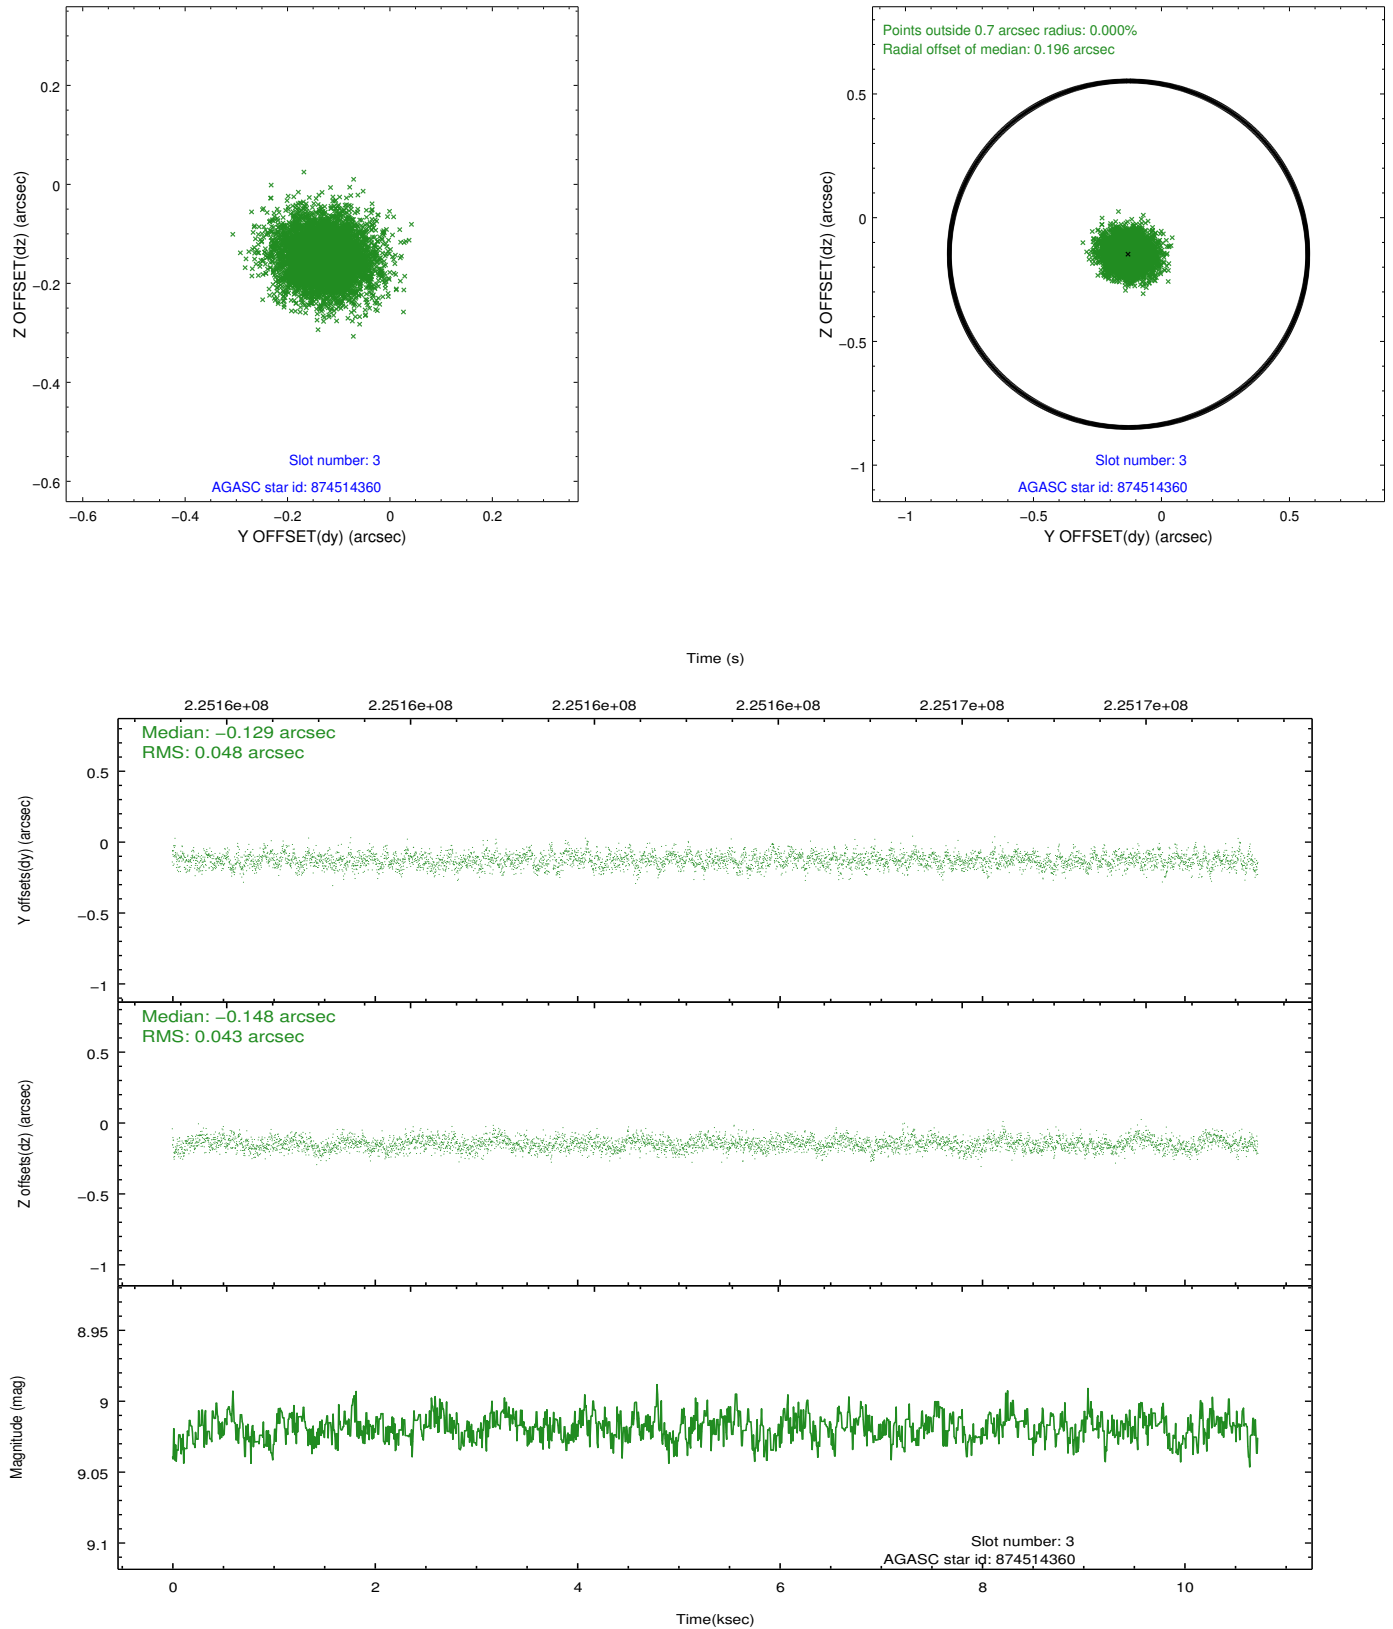 0.2
0
−0.2
−0.4
−0.6
Z OFFSET(dz) (arcsec)
Slot number: 3
AGASC star id: 874514360
−0.6
−0.4
−0.2
0
0.2
Y OFFSET(dy) (arcsec)
Points outside 0.7 arcsec radius: 0.000%
Radial offset of median: 0.196 arcsec
0.5
0
−0.5
−1
Z OFFSET(dz) (arcsec)
Slot number: 3
AGASC star id: 874514360
−1
−0.5
0
0.5
Y OFFSET(dy) (arcsec)
Time (s)
2.2516e+08
2.2516e+08
2.2516e+08
2.2516e+08
2.2517e+08
2.2517e+08
Median: −0.129 arcsec
RMS: 0.048 arcsec
0.5
0
−0.5
−1
Y offsets(dy) (arcsec)
Median: −0.148 arcsec
RMS: 0.043 arcsec
0.5
0
−0.5
−1
Z offsets(dz) (arcsec)
8.95
9
9.05
9.1
Magnitude (mag)
Slot number: 3
AGASC star id: 874514360
0
2
4
6
8
10
Time(ksec)